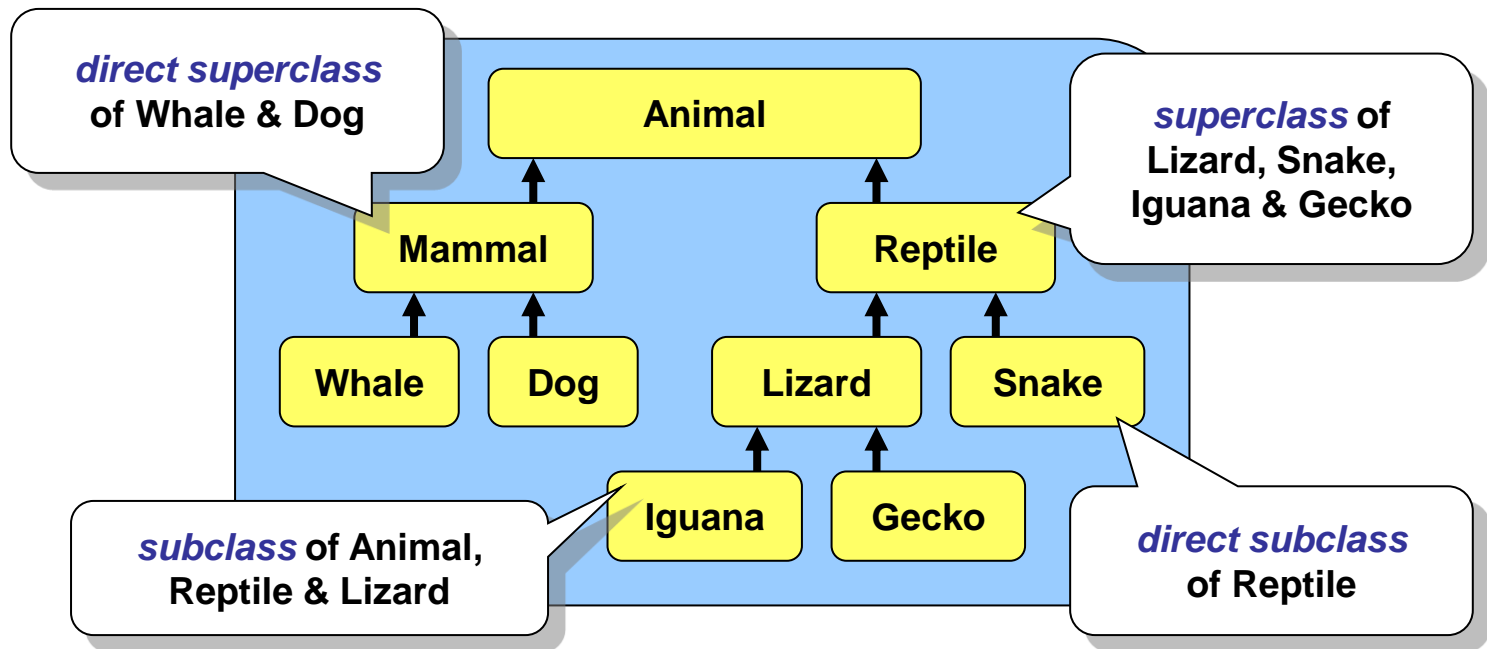 direct superclass
of Whale & Dog
Animal
superclass of
Lizard, Snake,
Iguana & Gecko
Mammal
Reptile
Whale
Dog
Lizard
Snake
Iguana
Gecko
subclass of Animal,
Reptile & Lizard
direct subclass
of Reptile